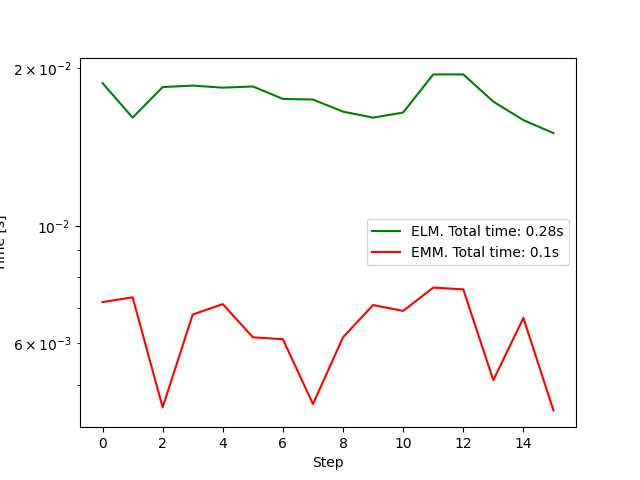 2 × 10⁻²
10⁻²
6 × 10⁻³
Time [s]
ELM. Total time: 0.28s
EMM. Total time: 0.1s
0 2 4 6 8 10 12 14
Step